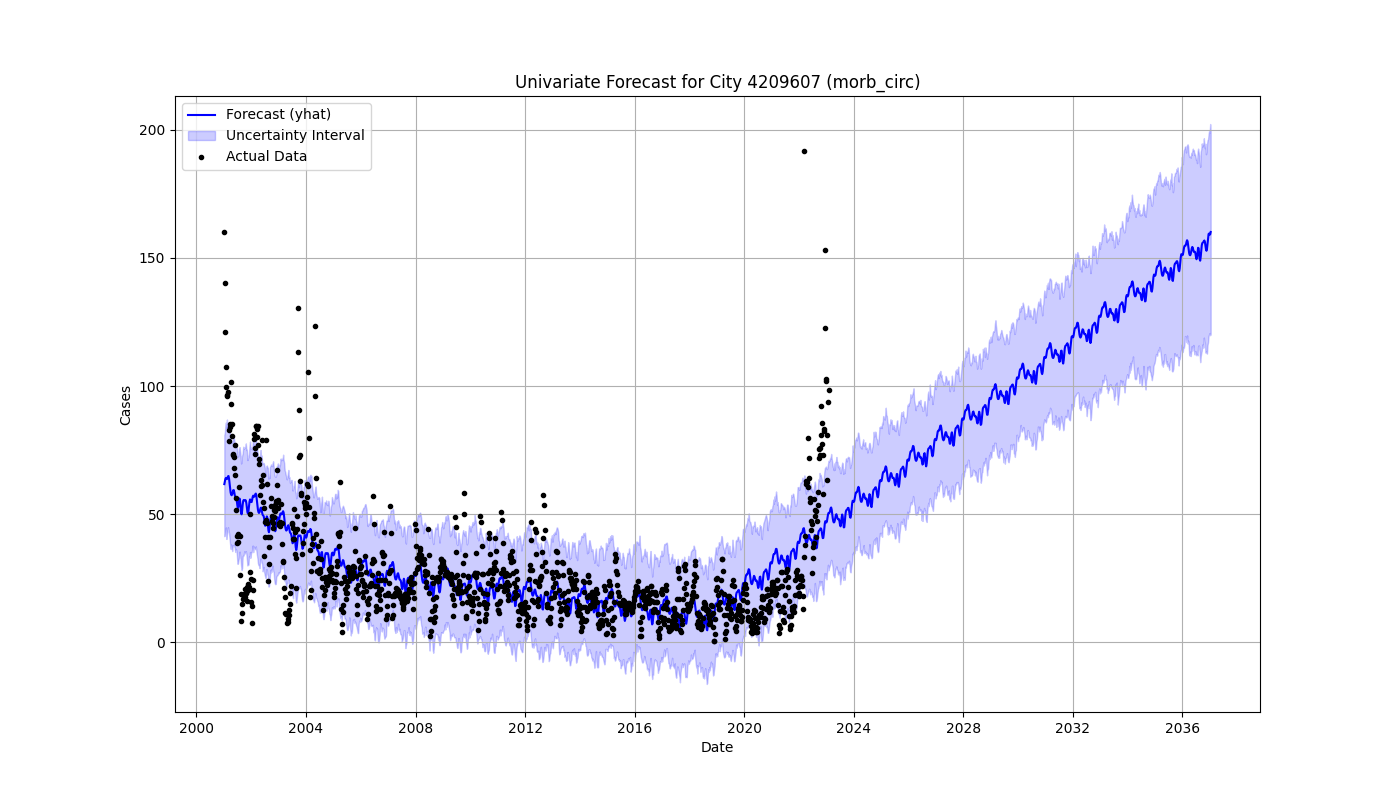 Univariate Forecast for City 4209607 (morb_circ)
Forecast (yhat)
Uncertainty Interval
Actual Data
200
150
100
50
0
Cases
2000 2004 2008 2012 2016 2020 2024 2028 2032 2036
Date